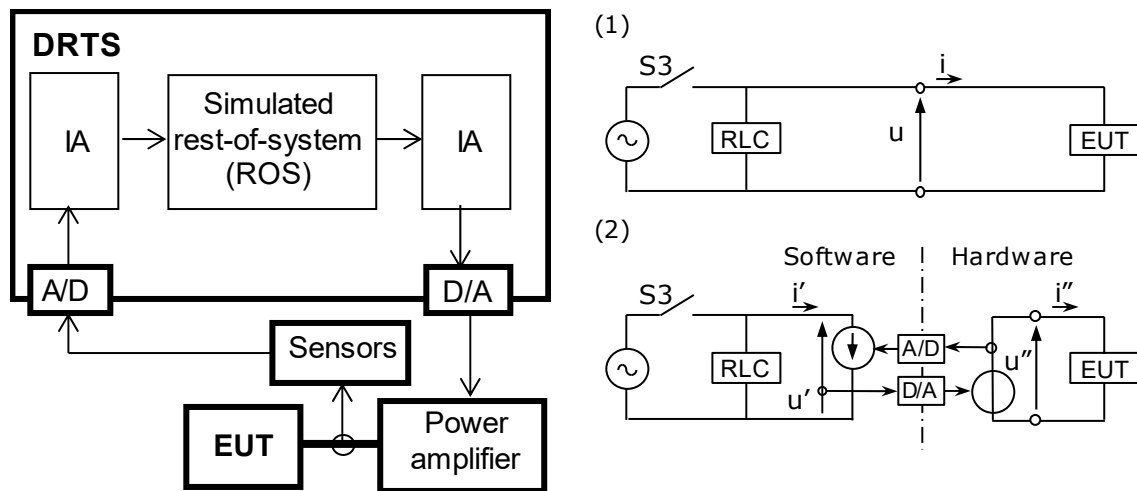 DRTS
IA
Simulated
rest-of-system
(ROS)
IA
A/D
D/A
Sensors
EUT
Power
amplifier
(1)
S3
i
RLC
u
EUT
(2)
Software
Hardware
S3
i′
i″
RLC
A/D
u′
D/A
u″
EUT